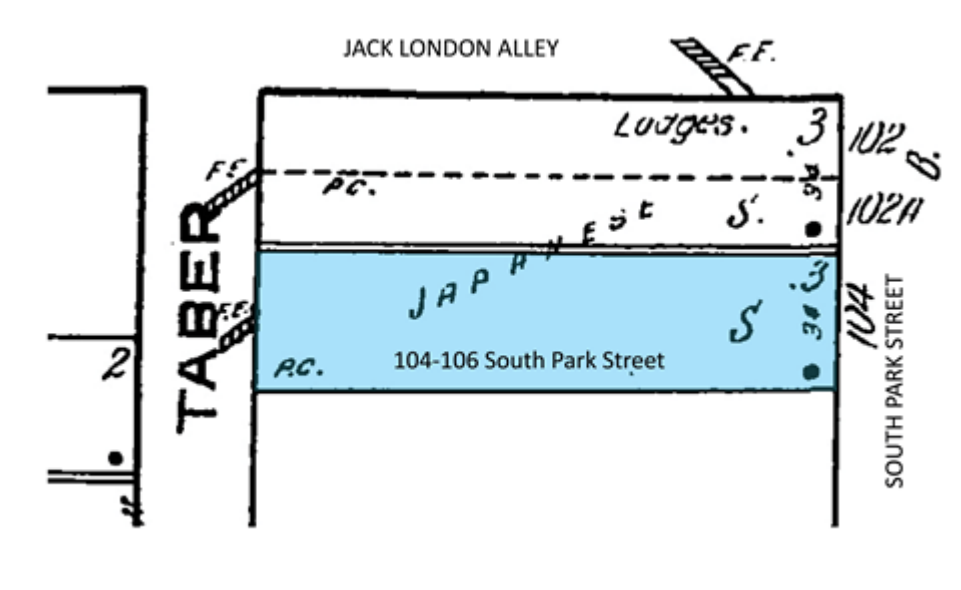 JACK LONDON ALLEY
F.E.
Lodges.
3
102
B.
F.E.
P.C.
S.
102A
JAPANESE
TABER
F.E.
3
S
104
104-106 South Park Street
P.C.
SOUTH PARK STREET
2